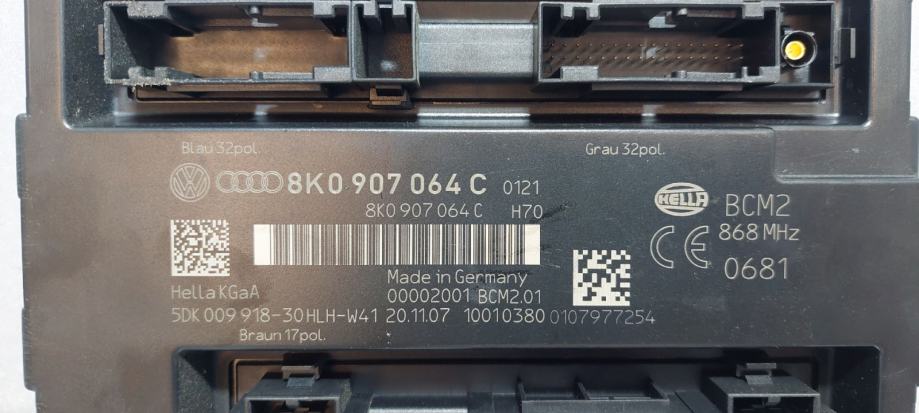 Blau 32pol. Grau 32pol.
8K0 907 064 C 0121
8K0 907 064 C H70
HELLA BCM2
868 MHz
CE 0681
Made in Germany
Hella KGaA 00002001 BCM2.01
5DK 009 918-30 HLH-W41 20.11.07 10010380 0107977254
Braun 17pol.